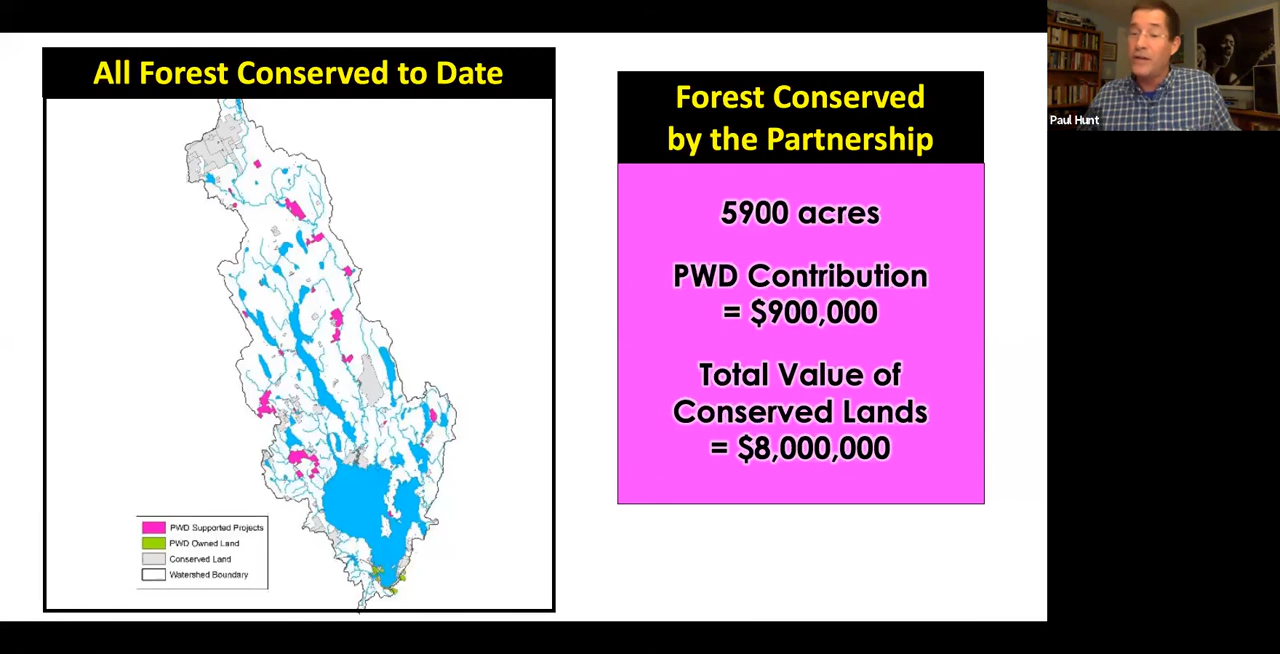 All Forest Conserved to Date
PWD Supported Projects
PWD Owned Land
Conserved Land
Watershed Boundary
Forest Conserved
by the Partnership
5900 acres
PWD Contribution
= $900,000
Total Value of
Conserved Lands
= $8,000,000
Paul Hunt